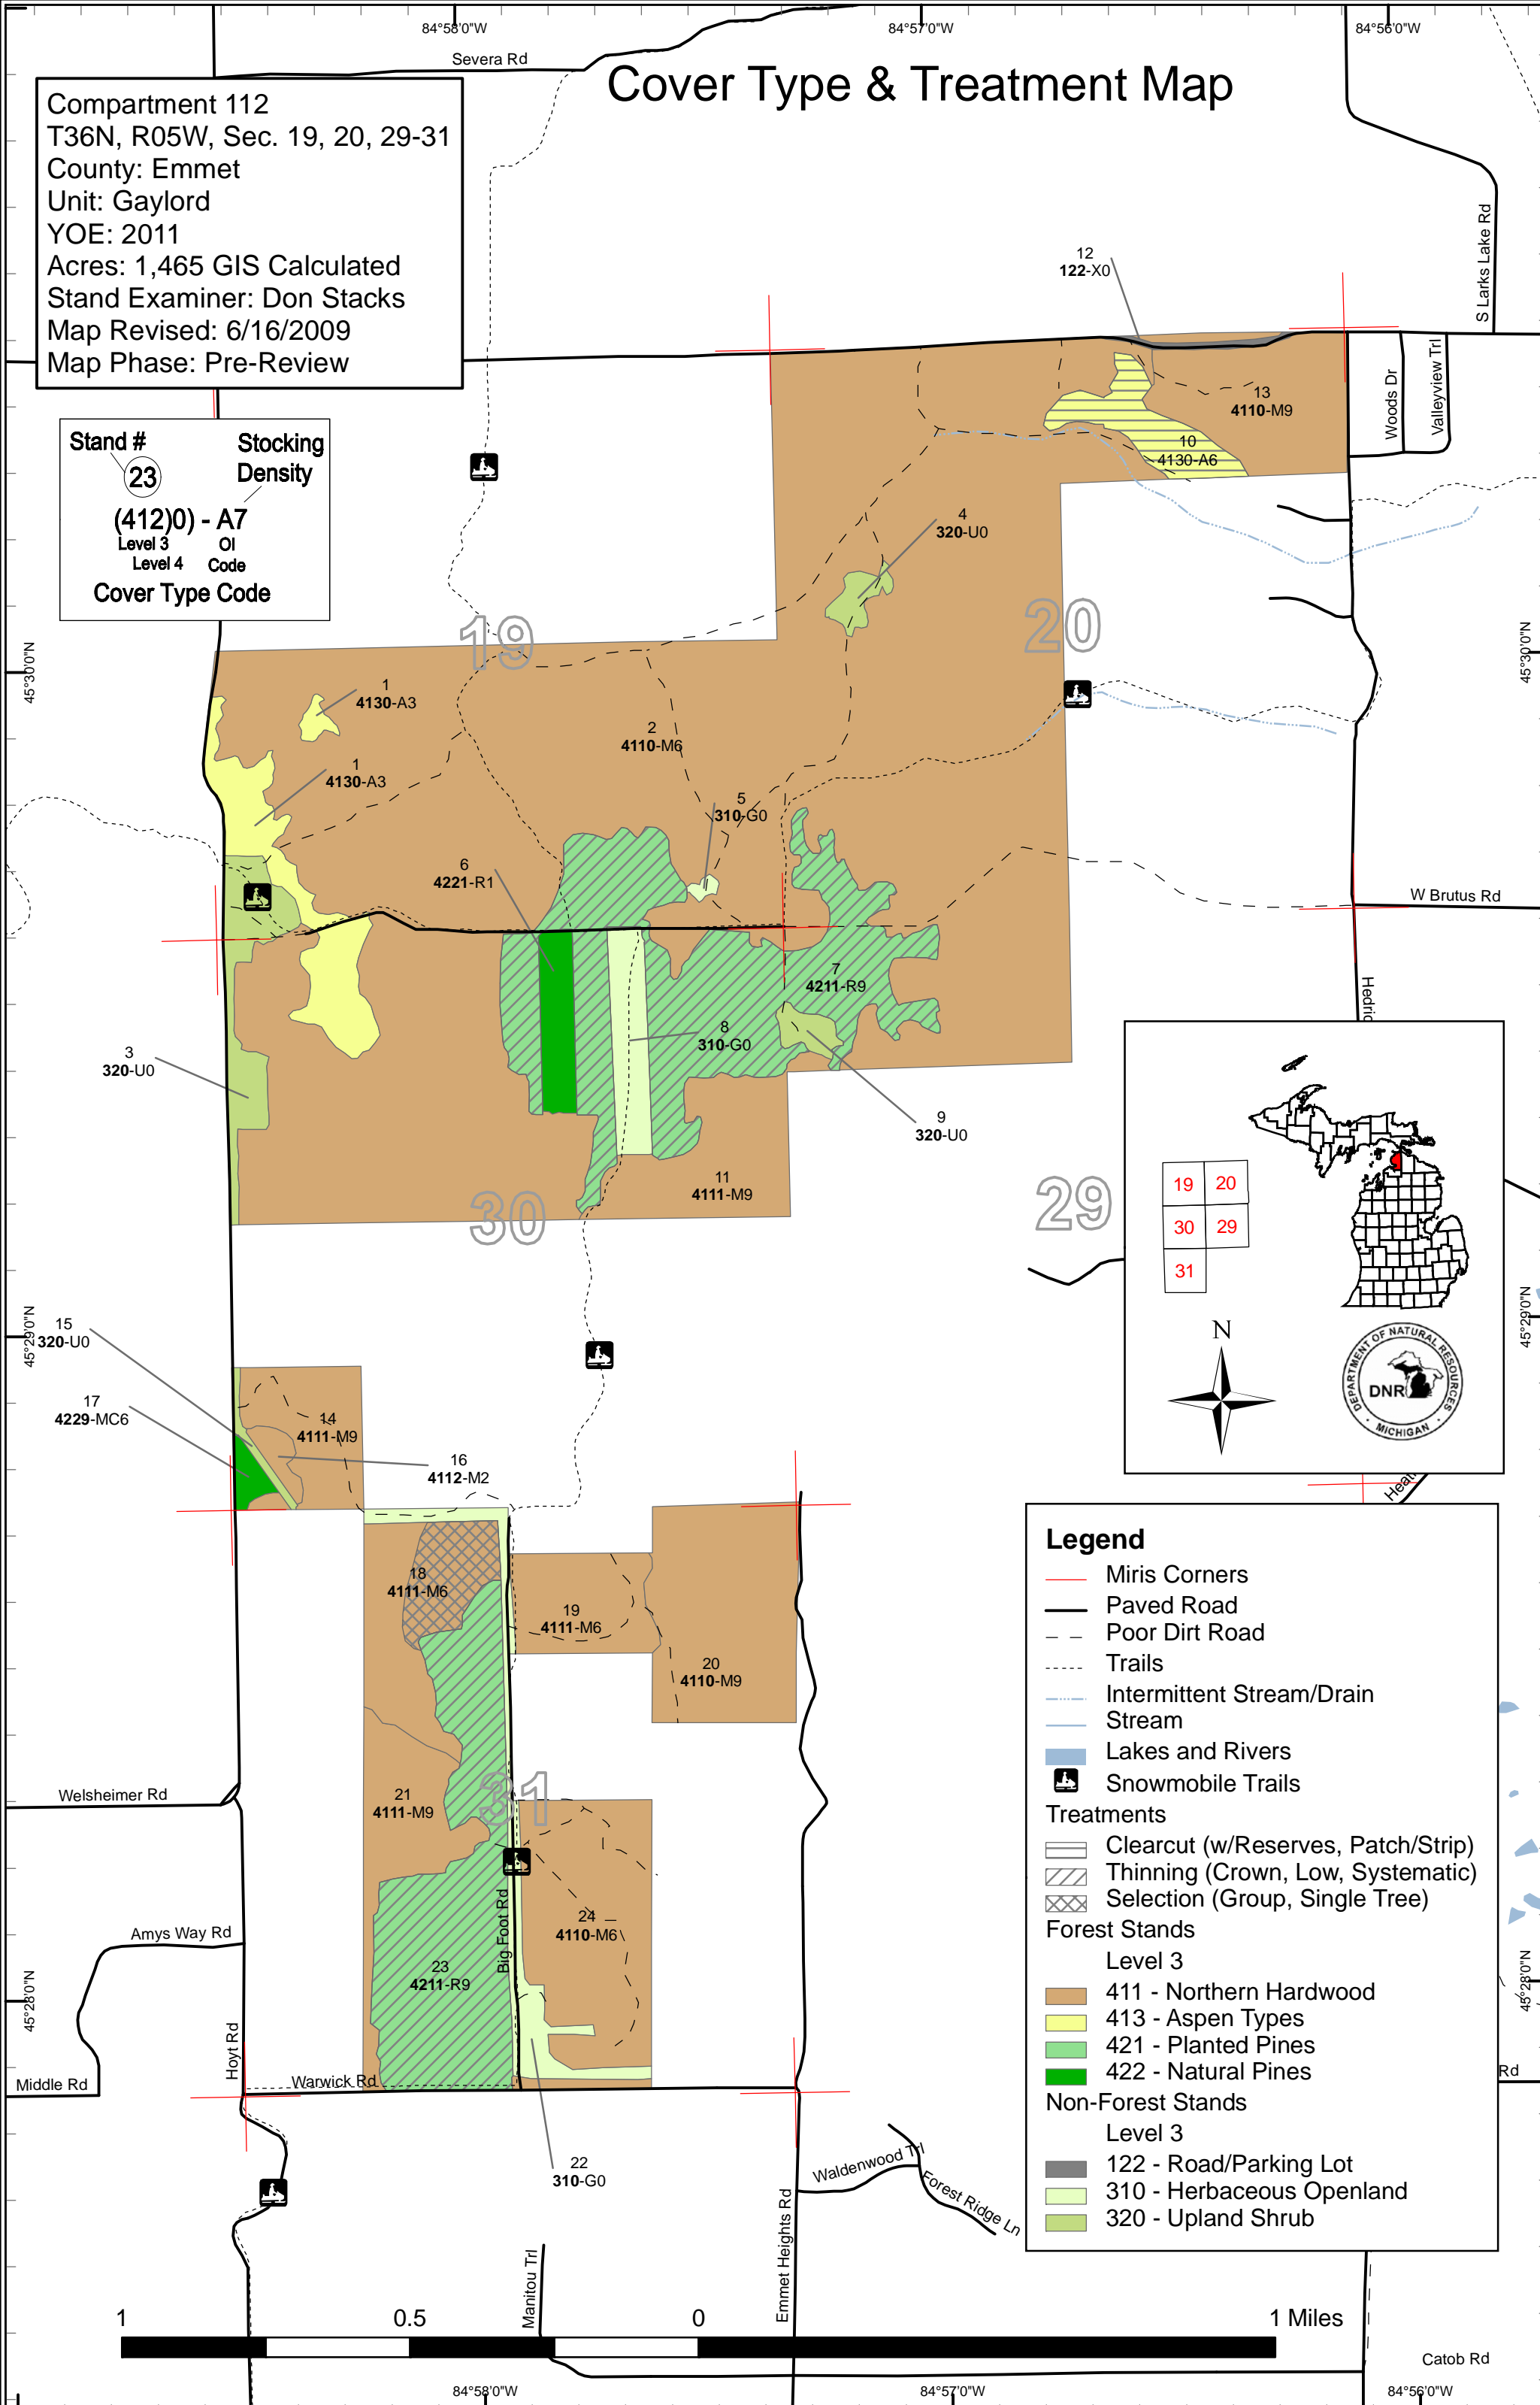 84°58'0"W
84°57'0"W
84°56'0"W
Severa Rd
Cover Type & Treatment Map
Compartment 112
T36N, R05W, Sec. 19, 20, 29-31
County: Emmet
Unit: Gaylord
YOE: 2011
Acres: 1,465 GIS Calculated
Stand Examiner: Don Stacks
Map Revised: 6/16/2009
Map Phase: Pre-Review
S Larks Lake Rd
12
122-X0
Woods Dr
Valleyview Trl
13
4110-M9
10
4130-A6
Stand #
Stocking
Density
23
(412)0) - A7
Level 3
OI
Level 4
Code
Cover Type Code
4
320-U0
19
20
45°30'0"N
45°30'0"N
1
4130-A3
2
4110-M6
1
4130-A3
5
310-G0
6
4221-R1
W Brutus Rd
7
4211-R9
Hedric
8
310-G0
3
320-U0
9
320-U0
11
4111-M9
30
29
19
20
30
29
31
N
DEPARTMENT OF NATURAL RESOURCES
DNR
MICHIGAN
45°29'0"N
45°29'0"N
15
320-U0
17
4229-MC6
14
4111-M9
16
4112-M2
Heat
18
4111-M6
19
4111-M6
20
4110-M9
Welsheimer Rd
21
4111-M9
31
Amys Way Rd
Big Foot Rd
24
4110-M6
23
4211-R9
45°28'0"N
45°28'0"N
Hoyt Rd
Middle Rd
Warwick Rd
Rd
22
310-G0
Legend
Miris Corners
Paved Road
Poor Dirt Road
Trails
Intermittent Stream/Drain
Stream
Lakes and Rivers
Snowmobile Trails
Treatments
Clearcut (w/Reserves, Patch/Strip)
Thinning (Crown, Low, Systematic)
Selection (Group, Single Tree)
Forest Stands
Level 3
411 - Northern Hardwood
413 - Aspen Types
421 - Planted Pines
422 - Natural Pines
Non-Forest Stands
Level 3
122 - Road/Parking Lot
310 - Herbaceous Openland
320 - Upland Shrub
Waldenwood Trl
Forest Ridge Ln
Emmet Heights Rd
Manitou Trl
1
0.5
0
1 Miles
Catob Rd
84°58'0"W
84°57'0"W
84°56'0"W